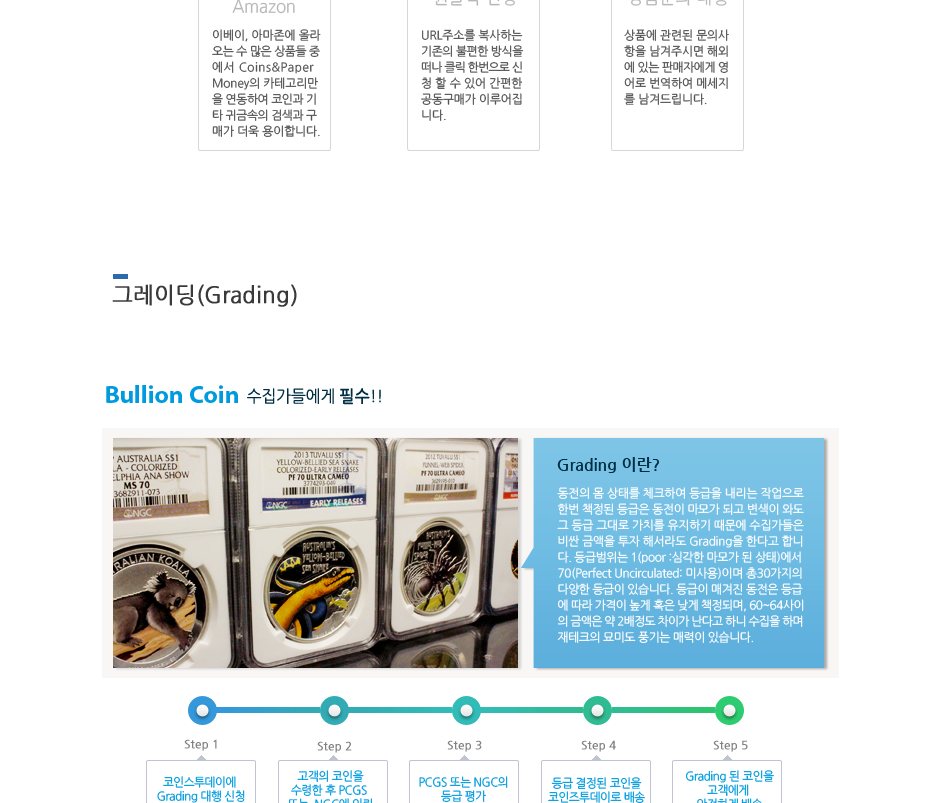 Amazon
이베이, 아마존에 올라
오는 수 많은 상품들 중
에서 Coins&Paper
Money의 카테고리만
을 연동하여 코인과 기
타 귀금속의 검색과 구
매가 더욱 용이합니다.
URL주소를 복사하는
기존의 불편한 방식을
떠나 클릭 한번으로 신
청 할 수 있어 간편한
공동구매가 이루어집
니다.
상품에 관련된 문의사
항을 남겨주시면 해외
에 있는 판매자에게 영
어로 번역하여 메세지
를 남겨드립니다.
그레이딩(Grading)
Bullion Coin 수집가들에게 필수!!
AUSTRALIA S$1
LA - COLORIZED
LPHIA ANA SHOW
MS 70
3682911-073
NGC
2013 TUVALU S$1
YELLOW-BELLIED SEA SNAKE
COLORIZED-EARLY RELEASES
PF 70 ULTRA CAMEO
3774293-049
NGC
EARLY RELEASES
2012 TUVALU S$1
FUNNEL-WEB SPIDER
PF 70 ULTRA CAMEO
NGC
Grading 이란?
동전의 몸 상태를 체크하여 등급을 내리는 작업으로
한번 책정된 등급은 동전이 마모가 되고 변색이 와도
그 등급 그대로 가치를 유지하기 때문에 수집가들은
비싼 금액을 투자 해서라도 Grading을 한다고 합니
다. 등급범위는 1(poor :심각한 마모가 된 상태)에서
70(Perfect Uncirculated: 미사용)이며 총30가지의
다양한 등급이 있습니다. 등급이 매겨진 동전은 등급
에 따라 가격이 높게 혹은 낮게 책정되며, 60~64사이
의 금액은 약 2배정도 차이가 난다고 하니 수집을 하며
재테크의 묘미도 풍기는 매력이 있습니다.
Step 1
Step 2
Step 3
Step 4
Step 5
코인스투데이에
Grading 대행 신청
고객의 코인을
수령한 후 PCGS
또는 NGC에 의뢰
PCGS 또는 NGC의
등급 평가
등급 결정된 코인을
코인즈투데이로 배송
Grading 된 코인을
고객에게